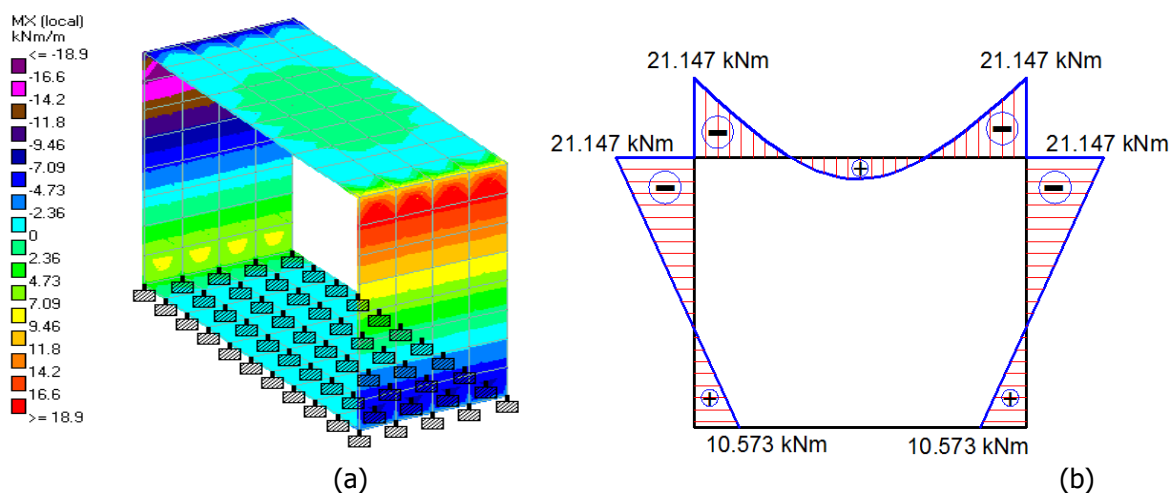 MX (local)
kNm/m
<= -18.9
-16.6
-14.2
-11.8
-9.46
-7.09
-4.73
-2.36
0
2.36
4.73
7.09
9.46
11.8
14.2
16.6
>= 18.9
(a)
21.147 kNm
21.147 kNm
21.147 kNm
21.147 kNm
10.573 kNm
10.573 kNm
(b)